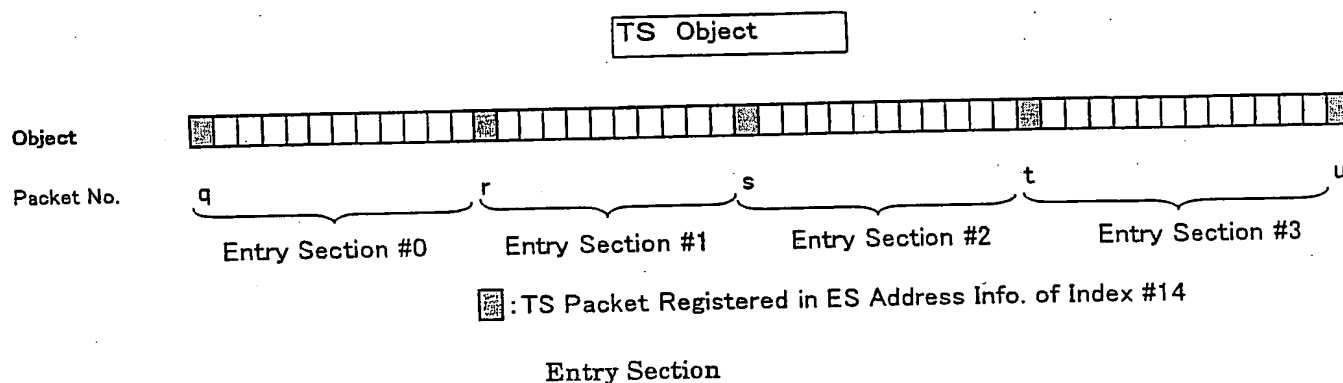 TS Object
Object
Packet No. q r s t u
Entry Section #0 Entry Section #1 Entry Section #2 Entry Section #3
: TS Packet Registered in ES Address Info. of Index #14
Entry Section